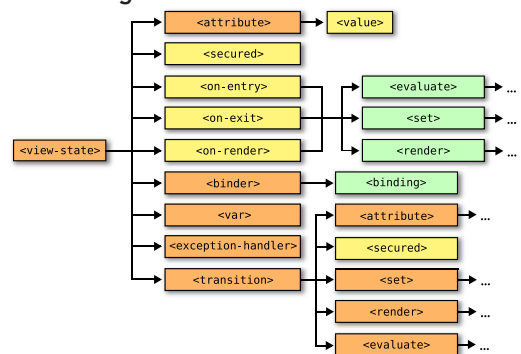 <attribute>
<value>
<secured>
<on-entry>
<evaluate>
...
<on-exit>
<set>
...
<on-render>
<render>
...
<view-state>
<binder>
<binding>
<var>
<attribute>
...
<exception-handler>
<secured>
<transition>
<set>
...
<render>
...
<evaluate>
...